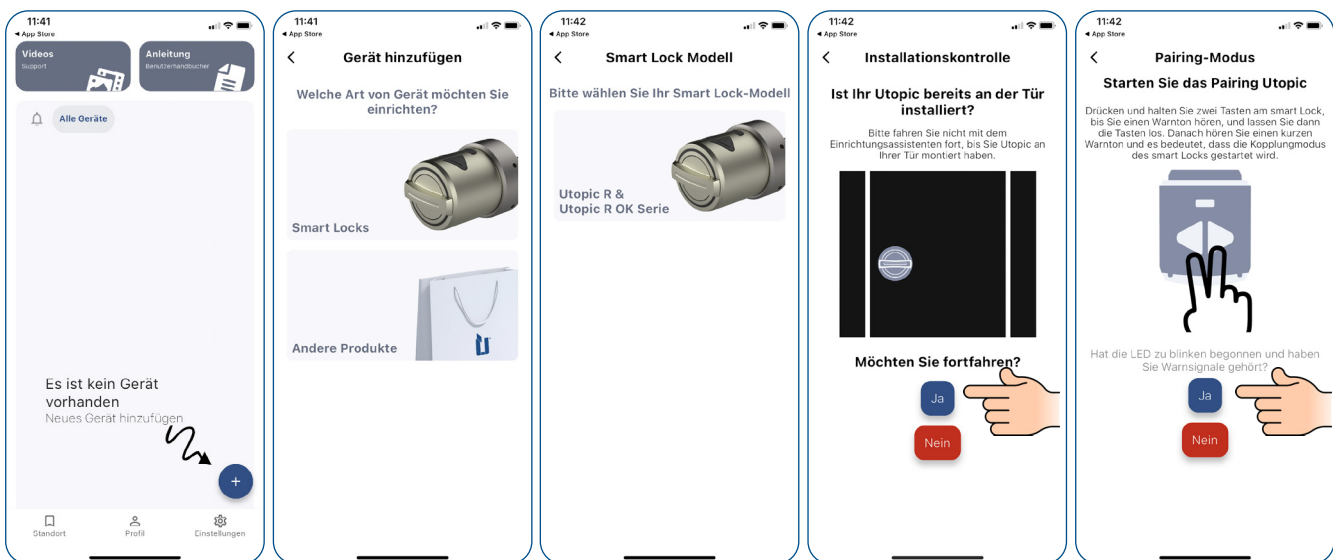 11:41
App Store
Videos
Support
Anleitung
Benutzerhandbücher
Alle Geräte
Es ist kein Gerät
vorhanden
Neues Gerät hinzufügen
+
Standort
Profil
Einstellungen
11:41
App Store
Gerät hinzufügen
Welche Art von Gerät möchten Sie
einrichten?
Smart Locks
Andere Produkte
11:42
App Store
Smart Lock Modell
Bitte wählen Sie Ihr Smart Lock-Modell
Utopic R &
Utopic R OK Serie
11:42
App Store
Installationskontrolle
Ist Ihr Utopic bereits an der Tür
installiert?
Bitte fahren Sie nicht mit dem
Einrichtungsassistenten fort, bis Sie Utopic an
Ihrer Tür montiert haben.
Möchten Sie fortfahren?
Ja
Nein
11:42
App Store
Pairing-Modus
Starten Sie das Pairing Utopic
Drücken und halten Sie zwei Tasten am smart Lock,
bis Sie einen Warnton hören, und lassen Sie dann
die Tasten los. Danach hören Sie einen kurzen
Warnton und es bedeutet, dass die Kopplungmodus
des smart Locks gestartet wird.
Hat die LED zu blinken begonnen und haben
Sie Warnsignale gehört?
Ja
Nein